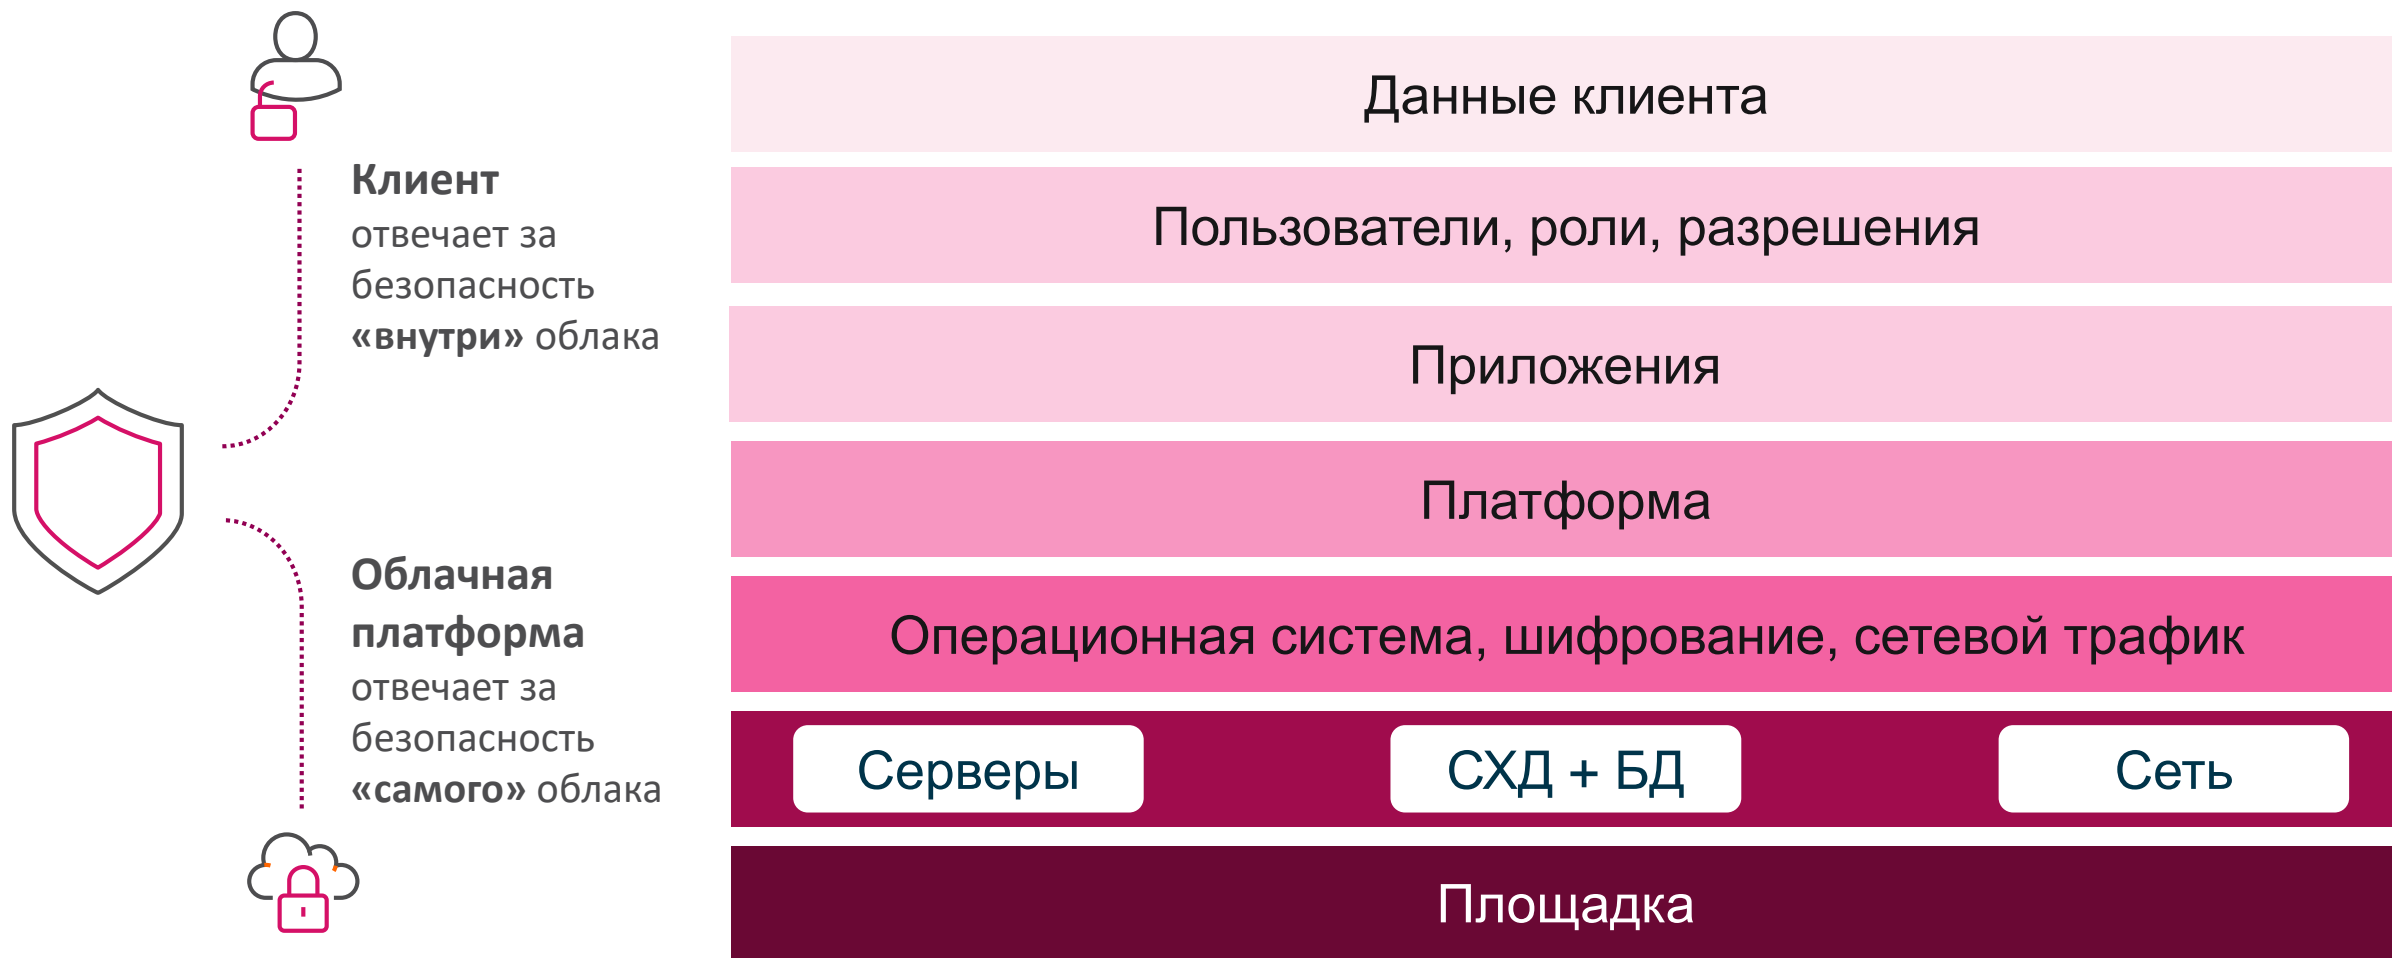 Клиент
отвечает за
безопасность
«внутри» облака
Облачная
платформа
отвечает за
безопасность
«самого» облака
Данные клиента
Пользователи, роли, разрешения
Приложения
Платформа
Операционная система, шифрование, сетевой трафик
Серверы
СХД + БД
Сеть
Площадка